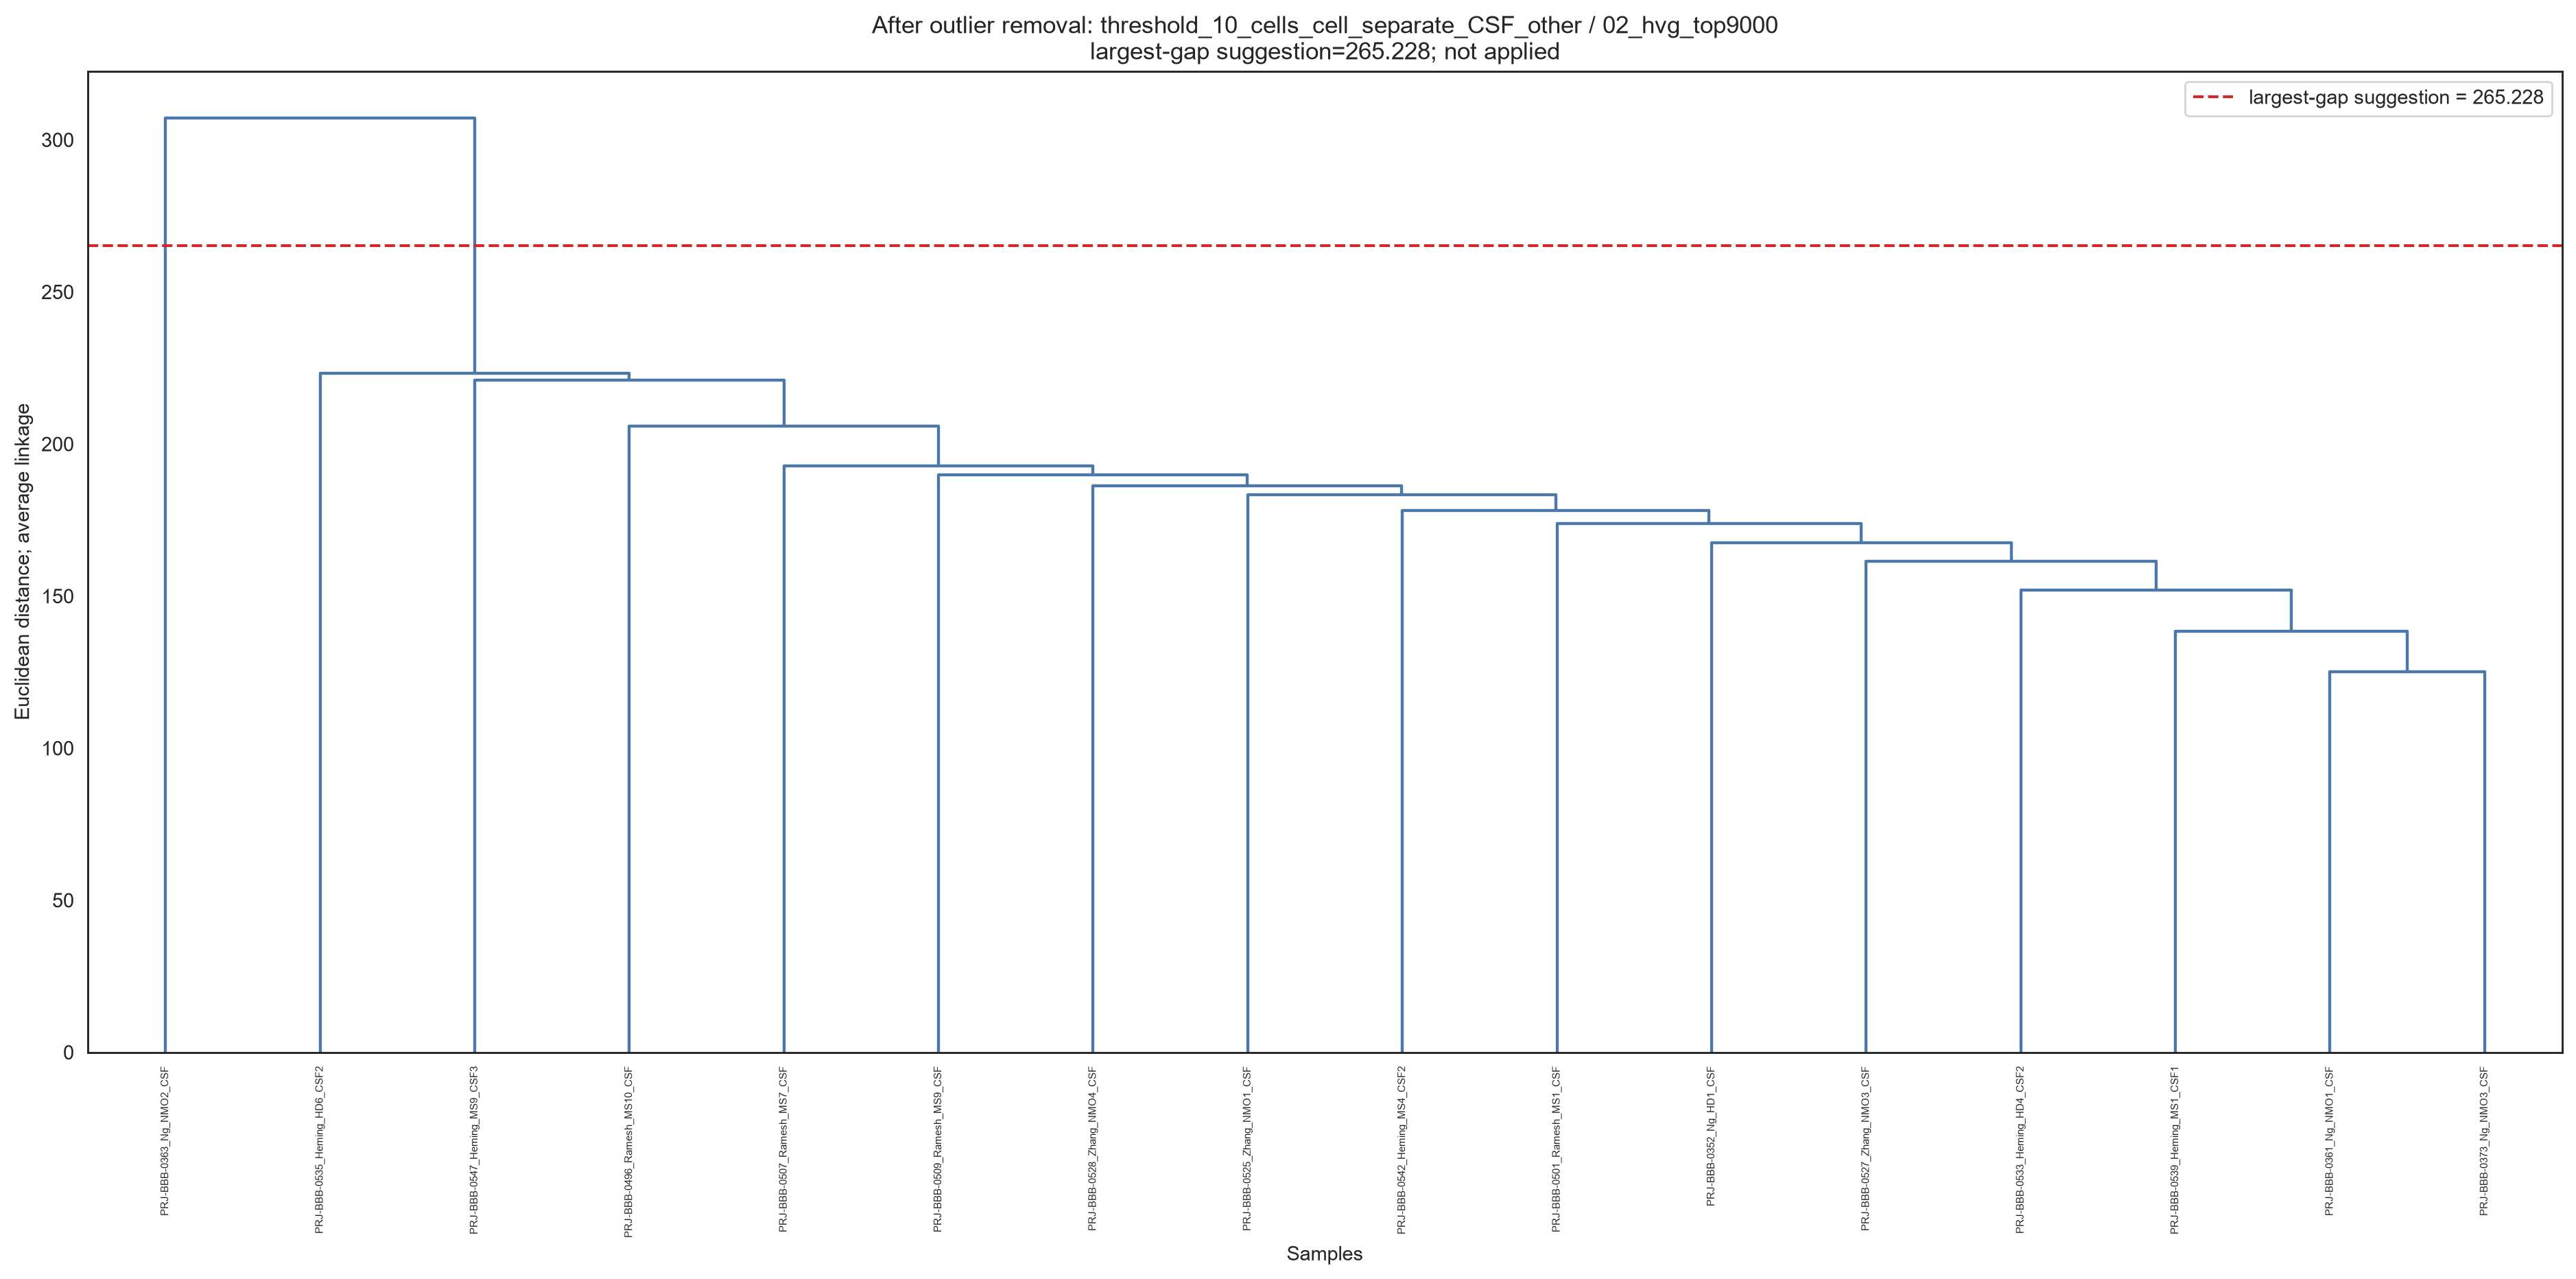 After outlier removal: threshold_10_cells_cell_separate_CSF_other / 02_hvg_top9000
largest-gap suggestion=265.228; not applied
largest-gap suggestion = 265.228
Euclidean distance; average linkage
300
250
200
150
100
50
0
PRJ-BBB-0363_Ng_NMO2_CSF
PRJ-BBB-0535_Heming_HD6_CSF2
PRJ-BBB-0547_Heming_MS9_CSF3
PRJ-BBB-0496_Ramesh_MS10_CSF
PRJ-BBB-0507_Ramesh_MS7_CSF
PRJ-BBB-0509_Ramesh_MS9_CSF
PRJ-BBB-0528_Zhang_NMO4_CSF
PRJ-BBB-0525_Zhang_NMO1_CSF
PRJ-BBB-0542_Heming_MS4_CSF2
PRJ-BBB-0501_Ramesh_MS1_CSF
PRJ-BBB-0352_Ng_HD1_CSF
PRJ-BBB-0527_Zhang_NMO3_CSF
PRJ-BBB-0533_Heming_HD4_CSF2
PRJ-BBB-0539_Heming_MS1_CSF1
PRJ-BBB-0361_Ng_NMO1_CSF
PRJ-BBB-0373_Ng_NMO3_CSF
Samples